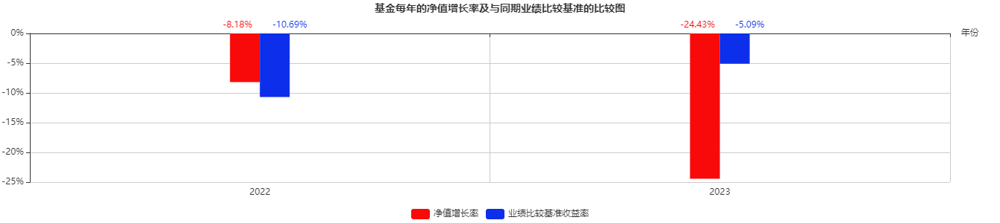 基金每年的净值增长率及与同期业绩比较基准的比较图
-8.18% -10.69% -24.43% -5.09%
0% 年份
-5%
-10%
-15%
-20%
-25%
2022 2023
净值增长率 业绩比较基准收益率